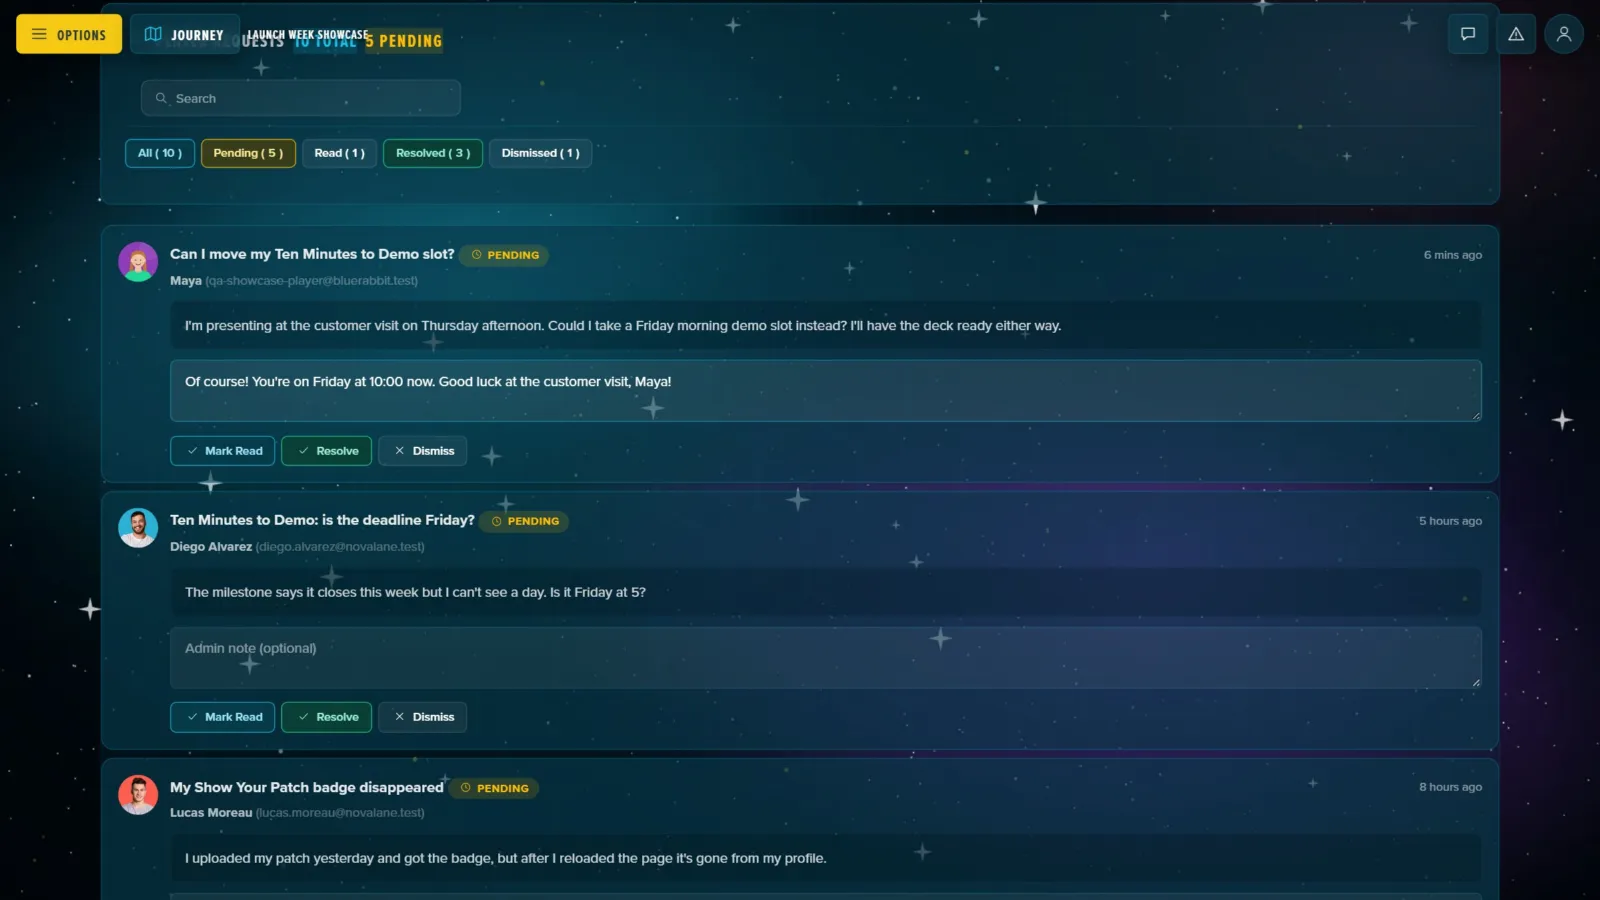 OPTIONS
JOURNEY
LAUNCH WEEK SHOWCASE
REQUESTS 10 TOTAL 5 PENDING
Search
All ( 10 )
Pending ( 5 )
Read ( 1 )
Resolved ( 3 )
Dismissed ( 1 )
Can I move my Ten Minutes to Demo slot? PENDING
6 mins ago
Maya (qa-showcase-player@bluerabbit.test)
I'm presenting at the customer visit on Thursday afternoon. Could I take a Friday morning demo slot instead? I'll have the deck ready either way.
Of course! You're on Friday at 10:00 now. Good luck at the customer visit, Maya!
Mark Read
Resolve
Dismiss
Ten Minutes to Demo: is the deadline Friday? PENDING
5 hours ago
Diego Alvarez (diego.alvarez@novalane.test)
The milestone says it closes this week but I can't see a day. Is it Friday at 5?
Admin note (optional)
Mark Read
Resolve
Dismiss
My Show Your Patch badge disappeared PENDING
8 hours ago
Lucas Moreau (lucas.moreau@novalane.test)
I uploaded my patch yesterday and got the badge, but after I reloaded the page it's gone from my profile.